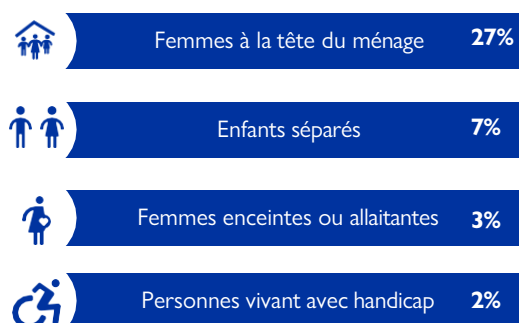 Femmes à la tête du ménage 27%
Enfants séparés 7%
Femmes enceintes ou allaitantes 3%
Personnes vivant avec handicap 2%